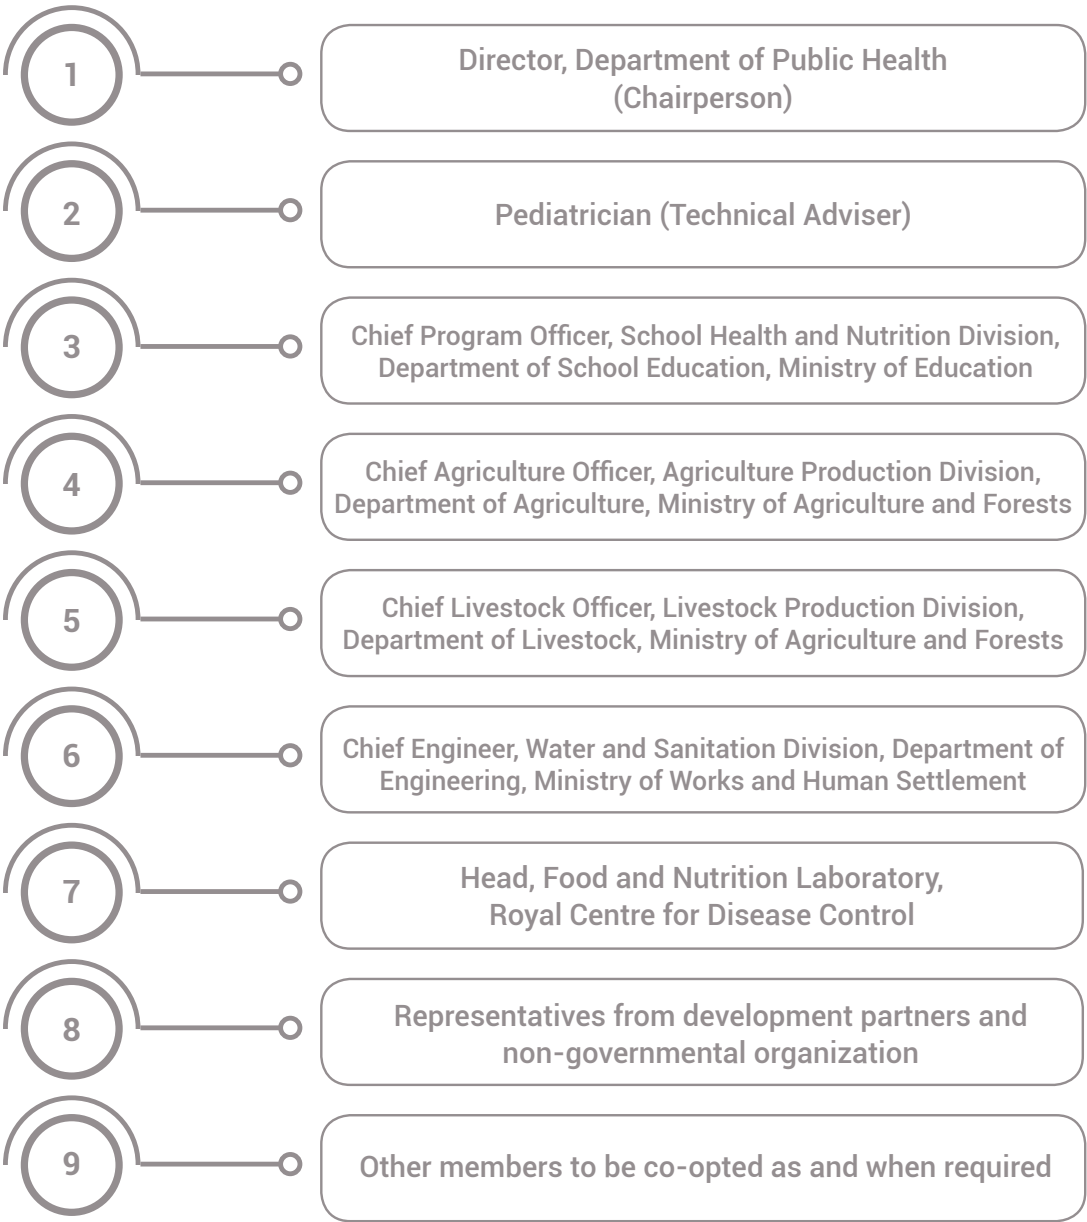 1
Director, Department of Public Health
(Chairperson)
2
Pediatrician (Technical Adviser)
3
Chief Program Officer, School Health and Nutrition Division,
Department of School Education, Ministry of Education
4
Chief Agriculture Officer, Agriculture Production Division,
Department of Agriculture, Ministry of Agriculture and Forests
5
Chief Livestock Officer, Livestock Production Division,
Department of Livestock, Ministry of Agriculture and Forests
6
Chief Engineer, Water and Sanitation Division, Department of
Engineering, Ministry of Works and Human Settlement
7
Head, Food and Nutrition Laboratory,
Royal Centre for Disease Control
8
Representatives from development partners and
non-governmental organization
9
Other members to be co-opted as and when required